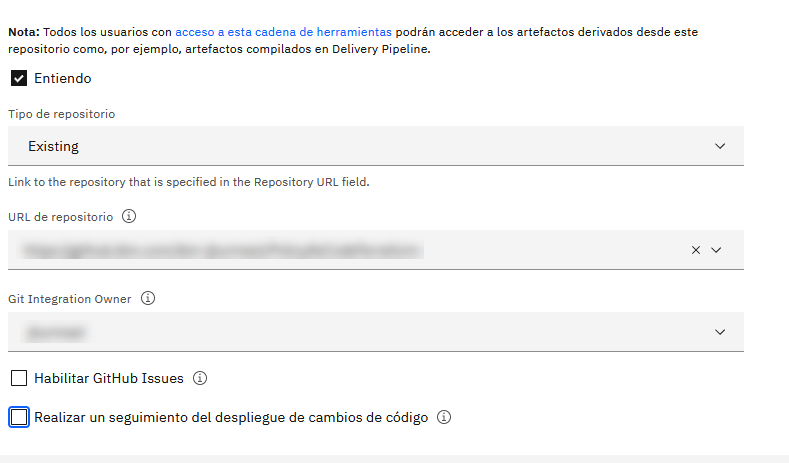 Nota: Todos los usuarios con acceso a esta cadena de herramientas podrán acceder a los artefactos derivados desde este
repositorio como, por ejemplo, artefactos compilados en Delivery Pipeline.
Entiendo
Tipo de repositorio
Existing
Link to the repository that is specified in the Repository URL field.
URL de repositorio
Git Integration Owner
Habilitar GitHub Issues
Realizar un seguimiento del despliegue de cambios de código